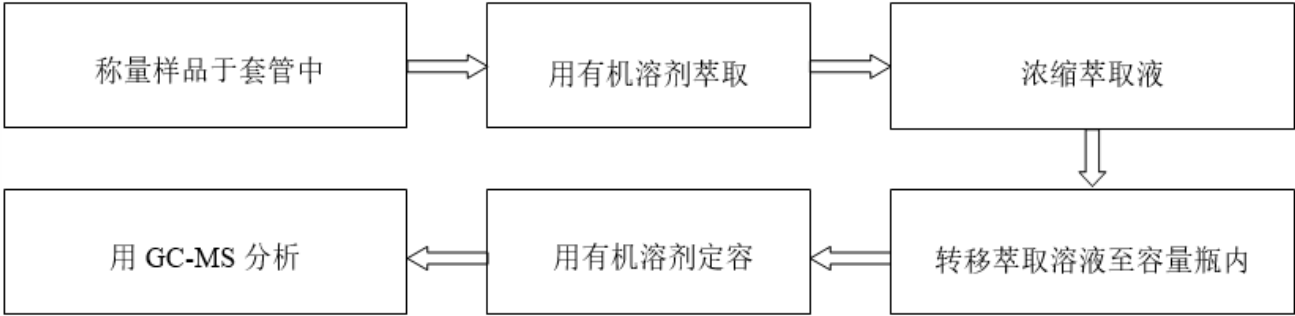 称量样品于套管中
用有机溶剂萃取
浓缩萃取液
转移萃取溶液至容量瓶内
用有机溶剂定容
用 GC-MS 分析